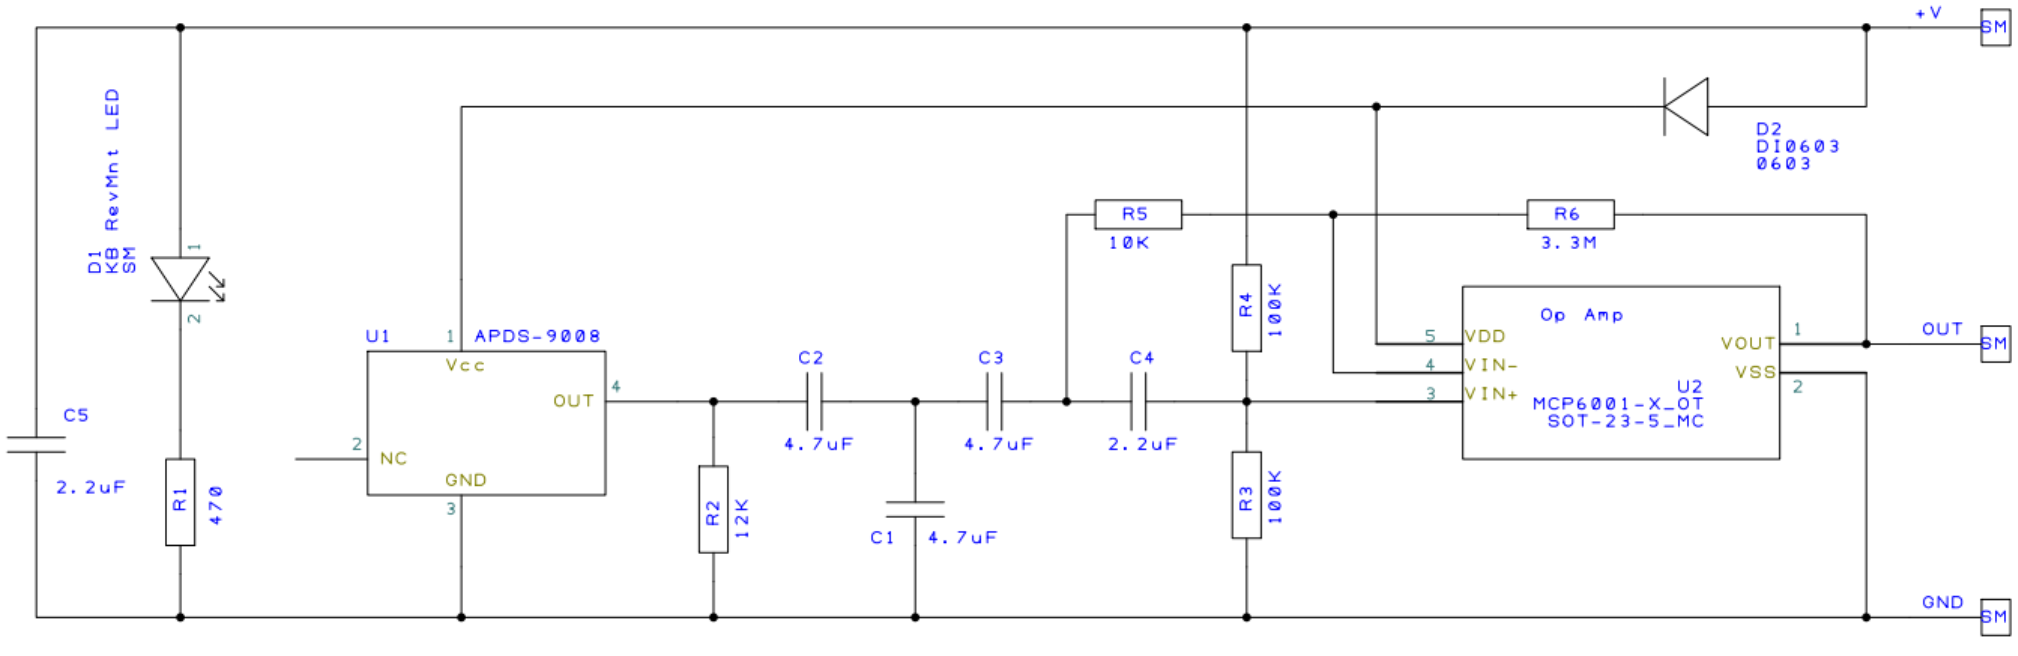 +V
SM
D1
KB RevMnt LED
SM
1
2
D2
DI0603
0603
R5
10K
R6
3.3M
R4
100K
U1
1
APDS-9008
Vcc
OUT
4
2
NC
GND
3
C5
2.2uF
R1
470
R2
12K
C2
4.7uF
C3
4.7uF
C4
2.2uF
C1
4.7uF
R3
100K
Op Amp
5
VDD
4
VIN-
3
VIN+
VOUT
1
VSS
2
U2
MCP6001-X_OT
SOT-23-5_MC
OUT
SM
GND
SM